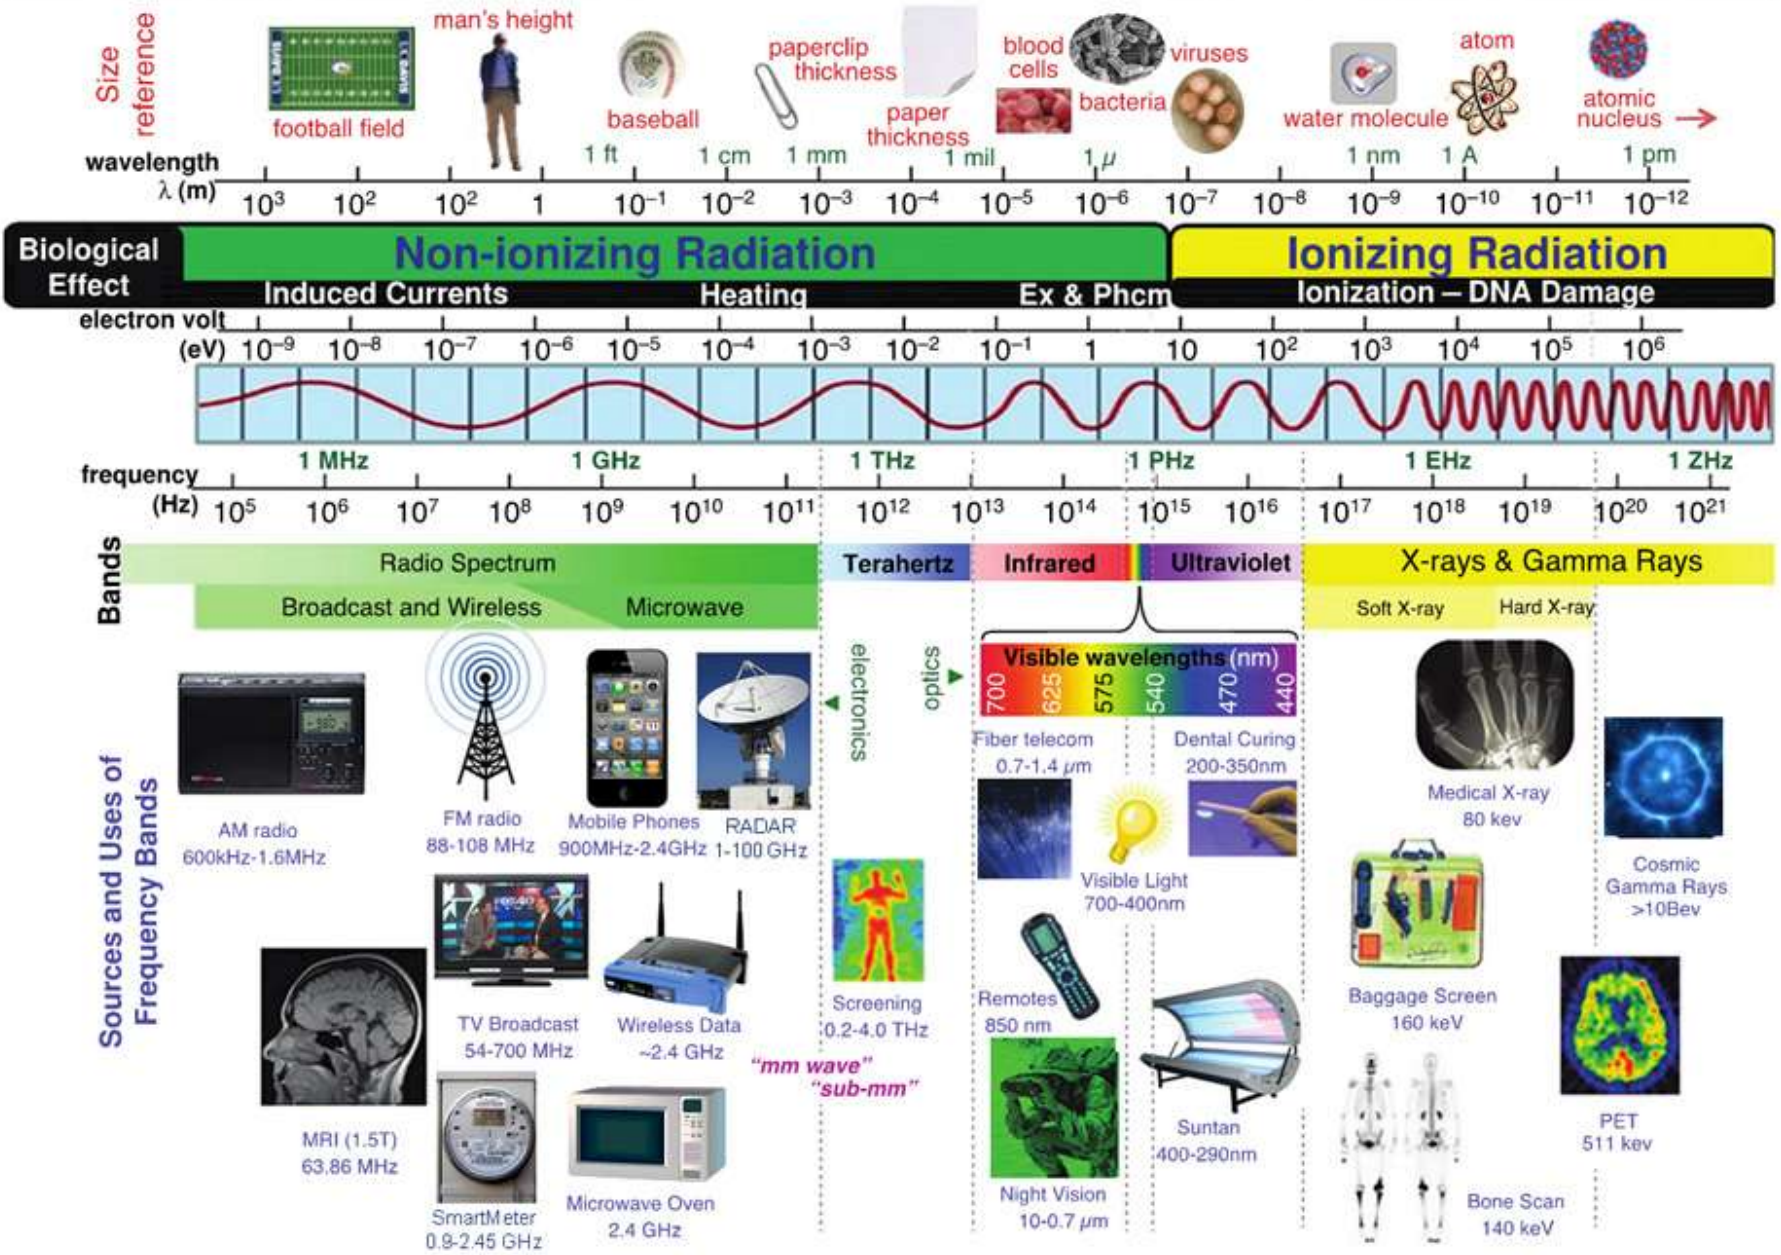 Size
reference
man's height
football field
baseball
paperclip
thickness
paper
thickness
blood
cells
bacteria
viruses
water molecule
atom
atomic
nucleus
wavelength
λ (m)
1 ft 1 cm 1 mm 1 mil 1 μ 1 nm 1 A 1 pm
10³ 10² 10² 1 10⁻¹ 10⁻² 10⁻³ 10⁻⁴ 10⁻⁵ 10⁻⁶ 10⁻⁷ 10⁻⁸ 10⁻⁹ 10⁻¹⁰ 10⁻¹¹ 10⁻¹²
Biological
Effect
Non-ionizing Radiation
Ionizing Radiation
Induced Currents Heating Ex & Phcm
Ionization – DNA Damage
electron volt
(eV) 10⁻⁹ 10⁻⁸ 10⁻⁷ 10⁻⁶ 10⁻⁵ 10⁻⁴ 10⁻³ 10⁻² 10⁻¹ 1 10 10² 10³ 10⁴ 10⁵ 10⁶
1 MHz 1 GHz 1 THz 1 PHz 1 EHz 1 ZHz
frequency
(Hz) 10⁵ 10⁶ 10⁷ 10⁸ 10⁹ 10¹⁰ 10¹¹ 10¹² 10¹³ 10¹⁴ 10¹⁵ 10¹⁶ 10¹⁷ 10¹⁸ 10¹⁹ 10²⁰ 10²¹
Bands
Radio Spectrum
Terahertz
Infrared
Ultraviolet
X-rays & Gamma Rays
Broadcast and Wireless
Microwave
Soft X-ray
Hard X-ray
electronics
optics
Visible wavelengths (nm)
700 625 575 540 470 440
Sources and Uses of
Frequency Bands
AM radio
600kHz-1.6MHz
FM radio
88-108 MHz
Mobile Phones
900MHz-2.4GHz
RADAR
1-100 GHz
Fiber telecom
0.7-1.4 μm
Dental Curing
200-350nm
Visible Light
700-400nm
Medical X-ray
80 kev
Cosmic
Gamma Rays
>10Bev
TV Broadcast
54-700 MHz
Wireless Data
~2.4 GHz
Screening
0.2-4.0 THz
"mm wave"
"sub-mm"
Remotes
850 nm
Baggage Screen
160 keV
MRI (1.5T)
63.86 MHz
SmartMeter
0.9-2.45 GHz
Microwave Oven
2.4 GHz
Night Vision
10-0.7 μm
Suntan
400-290nm
PET
511 kev
Bone Scan
140 keV